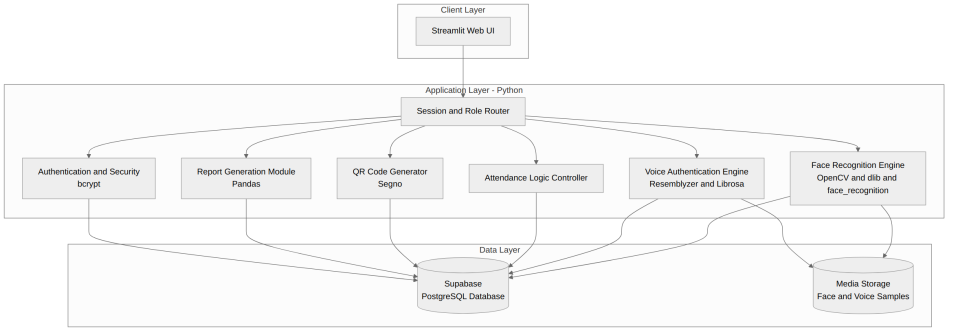 Client Layer
Streamlit Web UI
Application Layer - Python
Session and Role Router
Authentication and Security
bcrypt
Report Generation Module
Pandas
QR Code Generator
Segno
Attendance Logic Controller
Voice Authentication Engine
Resemblyzer and Librosa
Face Recognition Engine
OpenCV and dlib and
face_recognition
Data Layer
Supabase
PostgreSQL Database
Media Storage
Face and Voice Samples